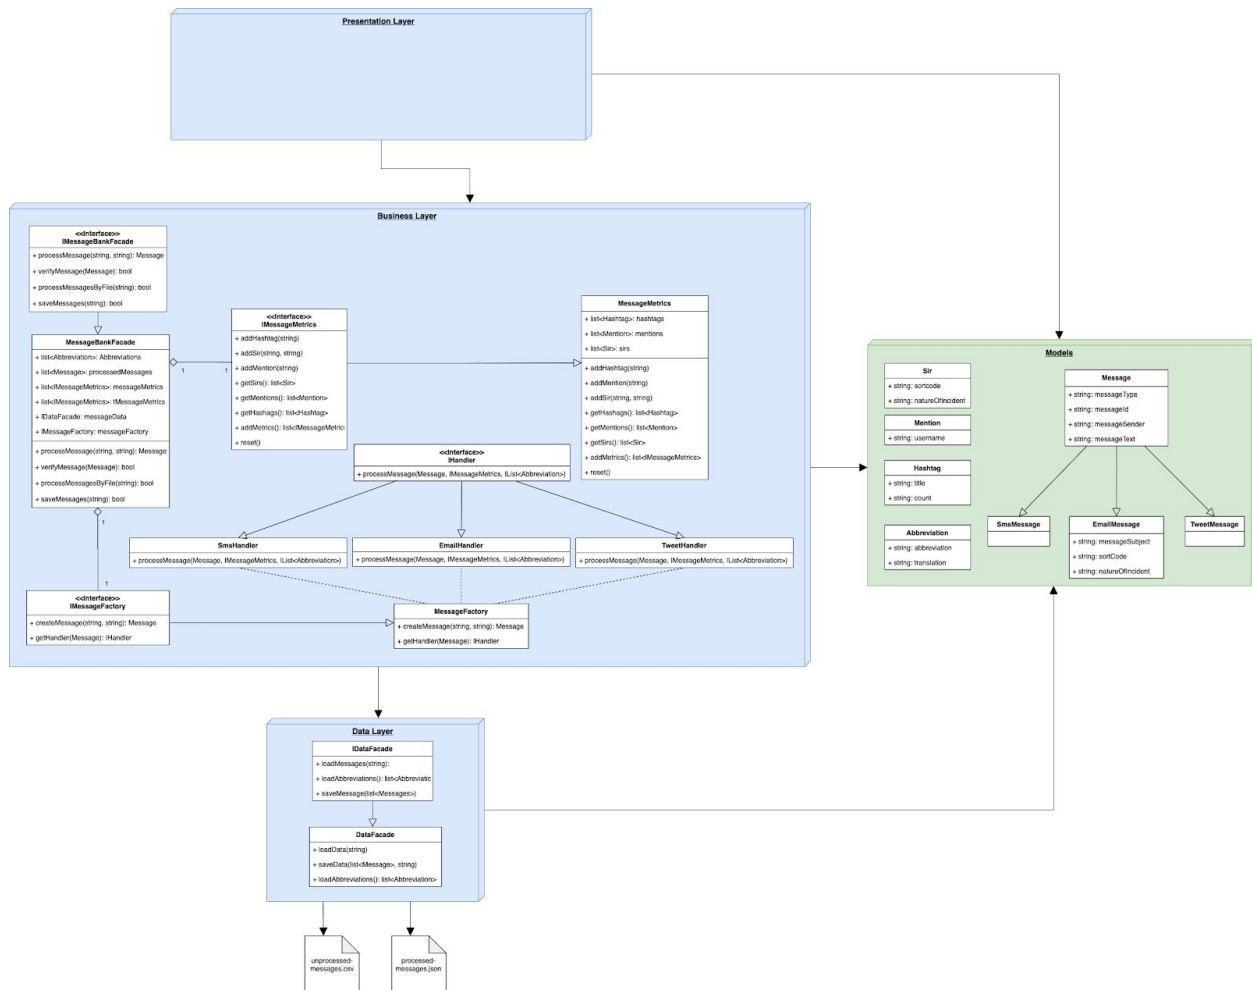 Presentation Layer
Business Layer
<<Interface>>
IMessageBankFacade
+ processMessage(string, string): Message
+ verifyMessage(Message): bool
+ processMessagesByFile(string): bool
+ saveMessages(string): bool
MessageBankFacade
+ list<Abbreviation>: Abbreviations
+ list<Message>: processedMessages
+ list<IMessageMetrics>: messageMetrics
+ list<IMessageMetrics>: tMessageMetrics
+ IDataFacade: messageData
+ IMessageFactory: messageFactory
+ processMessage(string, string): Message
+ verifyMessage(Message): bool
+ processMessagesByFile(string): bool
+ saveMessages(string): bool
1
1
1
1
<<Interface>>
IMessageMetrics
+ addHashtag(string)
+ addSir(string, string)
+ addMention(string)
+ getSirs(): list<Sir>
+ getMentions(): list<Mention>
+ getHashags(): list<Hashtag>
+ addMetrics(): list<IMessageMetric
+ reset()
MessageMetrics
+ list<Hashtag>: hashtags
+ list<Mention>: mentions
+ list<Sir>: sirs
+ addHashtag(string)
+ addMention(string)
+ addSir(string, string)
+ getHashags(): list<Hashtag>
+ getMentions(): list<Mention>
+ getSirs(): list<Sir>
+ addMetrics(): list<IMessageMetrics>
+ reset()
<<Interface>>
IHandler
+ processMessage(Message, IMessageMetrics, IList<Abbreviation>)
SmsHandler
+ processMessage(Message, IMessageMetrics, IList<Abbreviation>)
EmailHandler
+ processMessage(Message, IMessageMetrics, IList<Abbreviation>)
TweetHandler
+ processMessage(Message, IMessageMetrics, IList<Abbreviation>)
<<Interface>>
IMessageFactory
+ createMessage(string, string): Message
+ getHandler(Message): IHandler
MessageFactory
+ createMessage(string, string): Message
+ getHandler(Message): IHandler
Models
Sir
+ string: sortcode
+ string: natureOfIncident
Mention
+ string: username
Hashtag
+ string: title
+ string: count
Abbreviation
+ string: abbreviation
+ string: translation
Message
+ string: messageType
+ string: messageId
+ string: messageSender
+ string: messageText
SmsMessage
EmailMessage
+ string: messageSubject
+ string: sortCode
+ string: natureOfIncident
TweetMessage
Data Layer
IDataFacade
+ loadMessages(string):
+ loadAbbreviations(): list<Abbreviatic
+ saveMessage(list<Messages>)
DataFacade
+ loadData(string)
+ saveData(list<Message>, string)
+ loadAbbreviations(): list<Abbreviation>
unprocessed-
messages.csv
processed-
messages.json